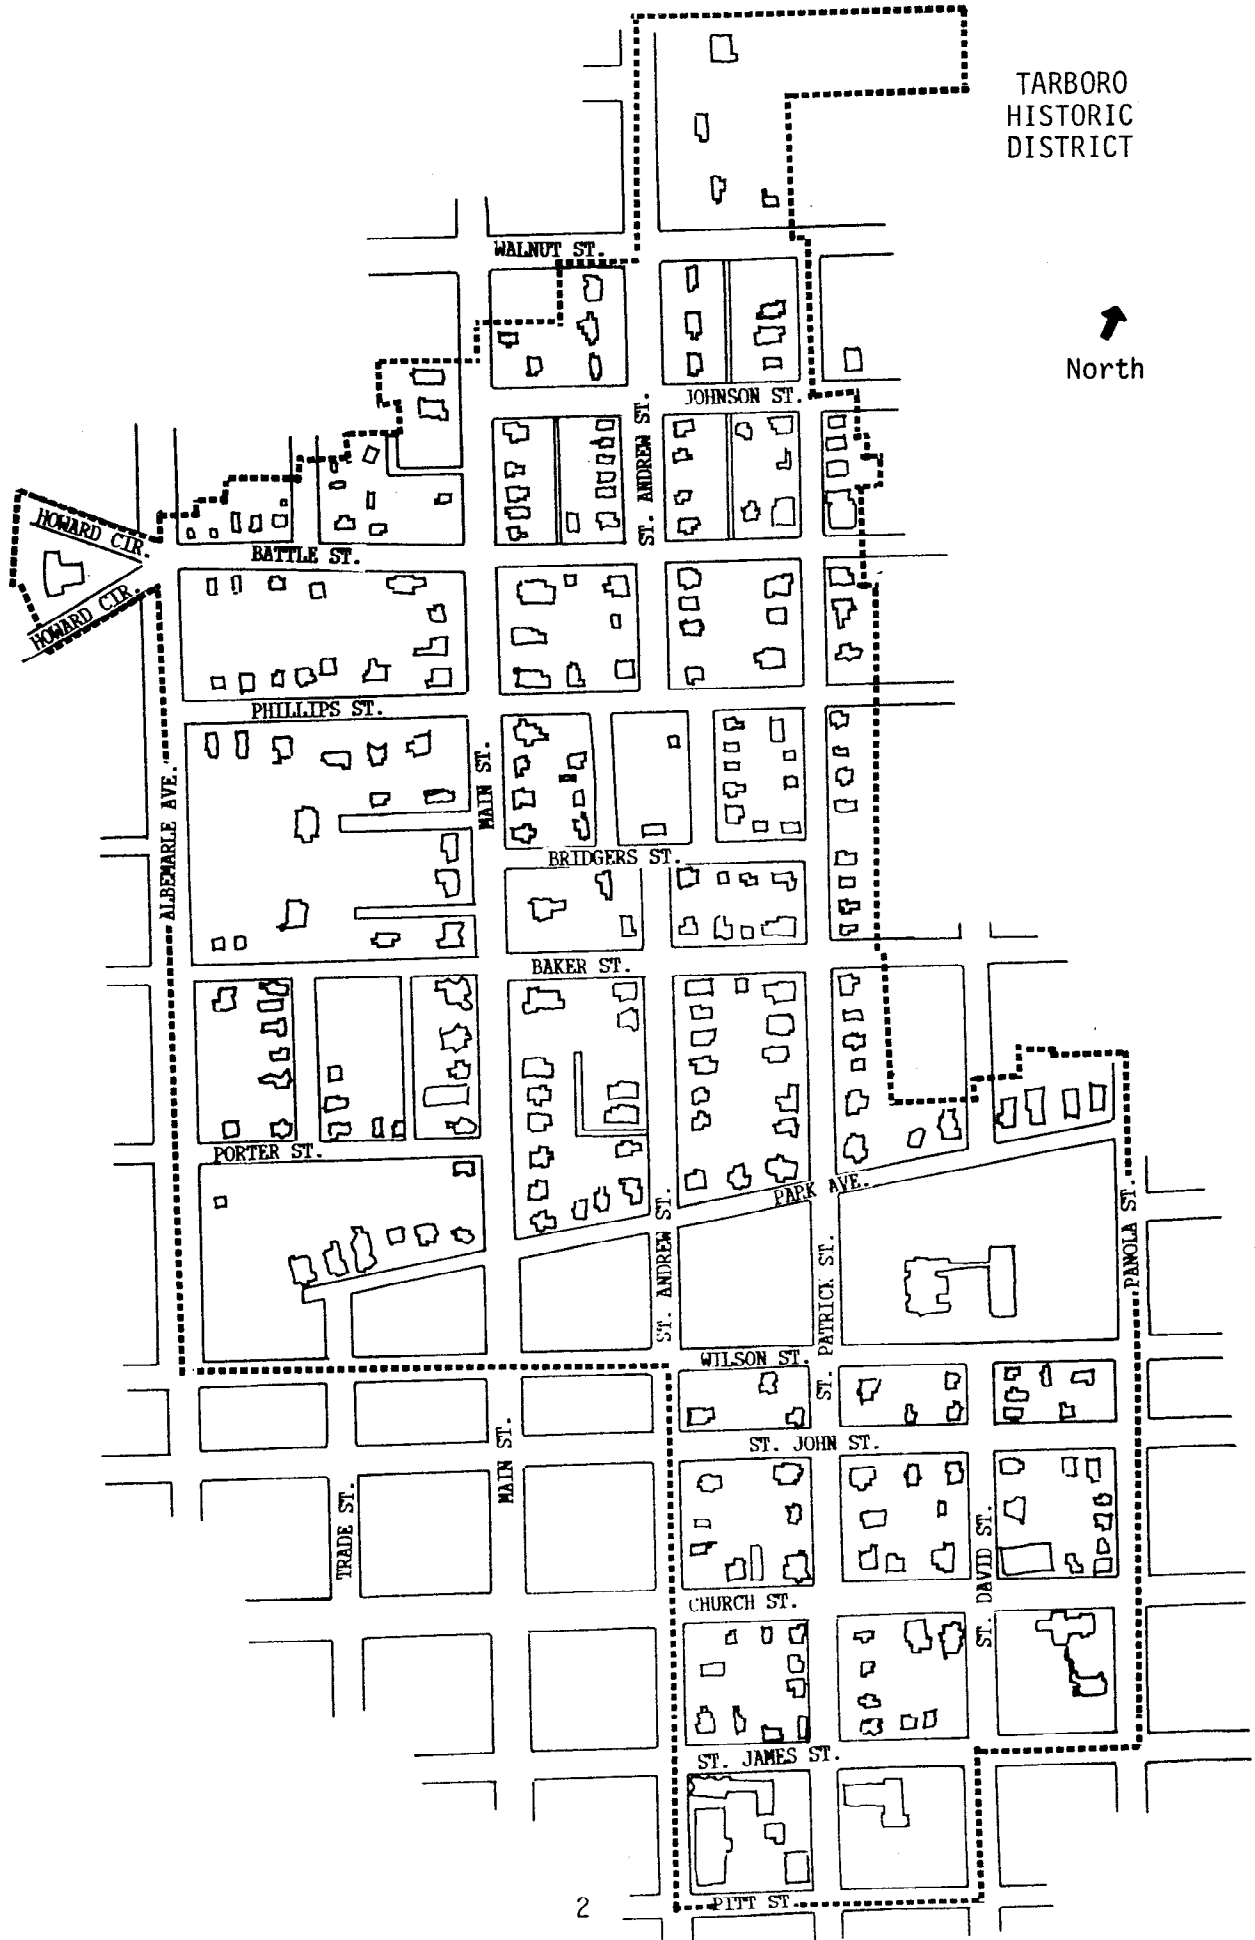 TARBORO
HISTORIC
DISTRICT
WALNUT ST.
North
JOHNSON ST.
ST. ANDREW ST.
HOWARD CIR.
BATTLE ST.
HOWARD CIR.
PHILLIPS ST.
MAIN ST.
ALBEMARLE AVE.
BRIDGERS ST.
BAKER ST.
PORTER ST.
PARK AVE.
ST. ANDREW ST.
ST. PATRICK ST.
PANOLA ST.
WILSON ST.
ST. JOHN ST.
MAIN ST.
TRADE ST.
ST. DAVID ST.
CHURCH ST.
ST. JAMES ST.
PITT ST.
2